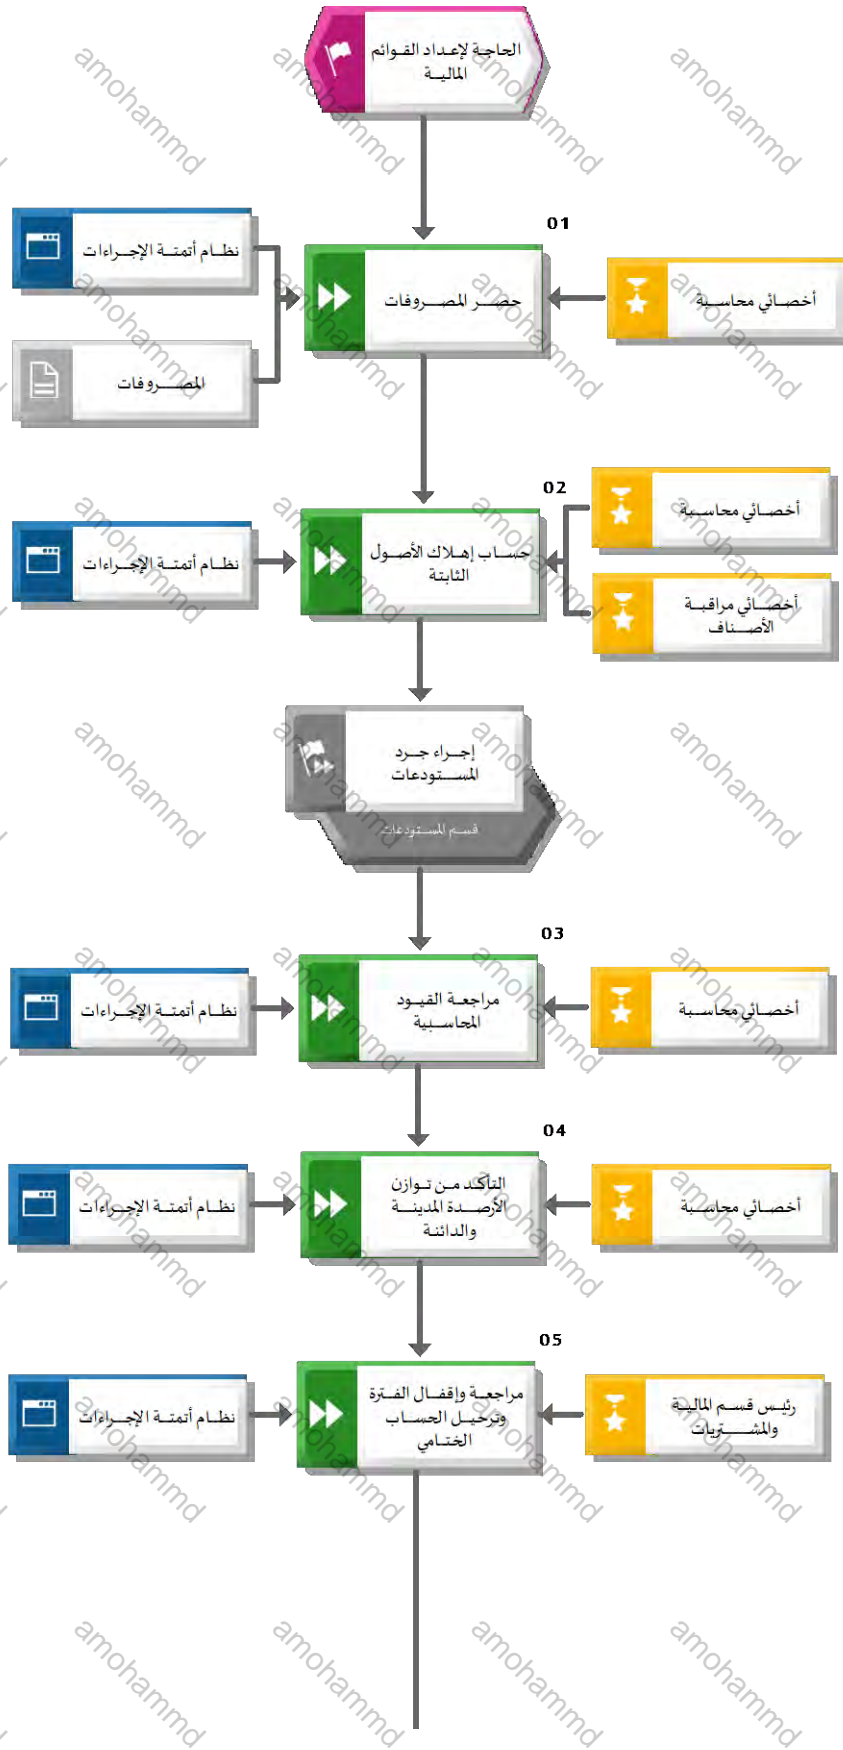 الحاجة لإعداد القوائم
المالية
01
أخصائي محاسبة
حصر المصروفات
نظام أتمتة الإجراءات
المصروفات
02
أخصائي محاسبة
أخصائي مراقبة
الأصناف
حساب إهلاك الأصول
الثابتة
نظام أتمتة الإجراءات
إجراء جرد
المستودعات
قسم المستودعات
03
أخصائي محاسبة
مراجعة القيود
المحاسبية
نظام أتمتة الإجراءات
04
أخصائي محاسبة
التأكد من توازن
الأرصدة المدينة
والدائنة
نظام أتمتة الإجراءات
05
رئيس قسم المالية
والمشتريات
مراجعة وإقفال الفترة
وترحيل الحساب
الختامي
نظام أتمتة الإجراءات
amohammd